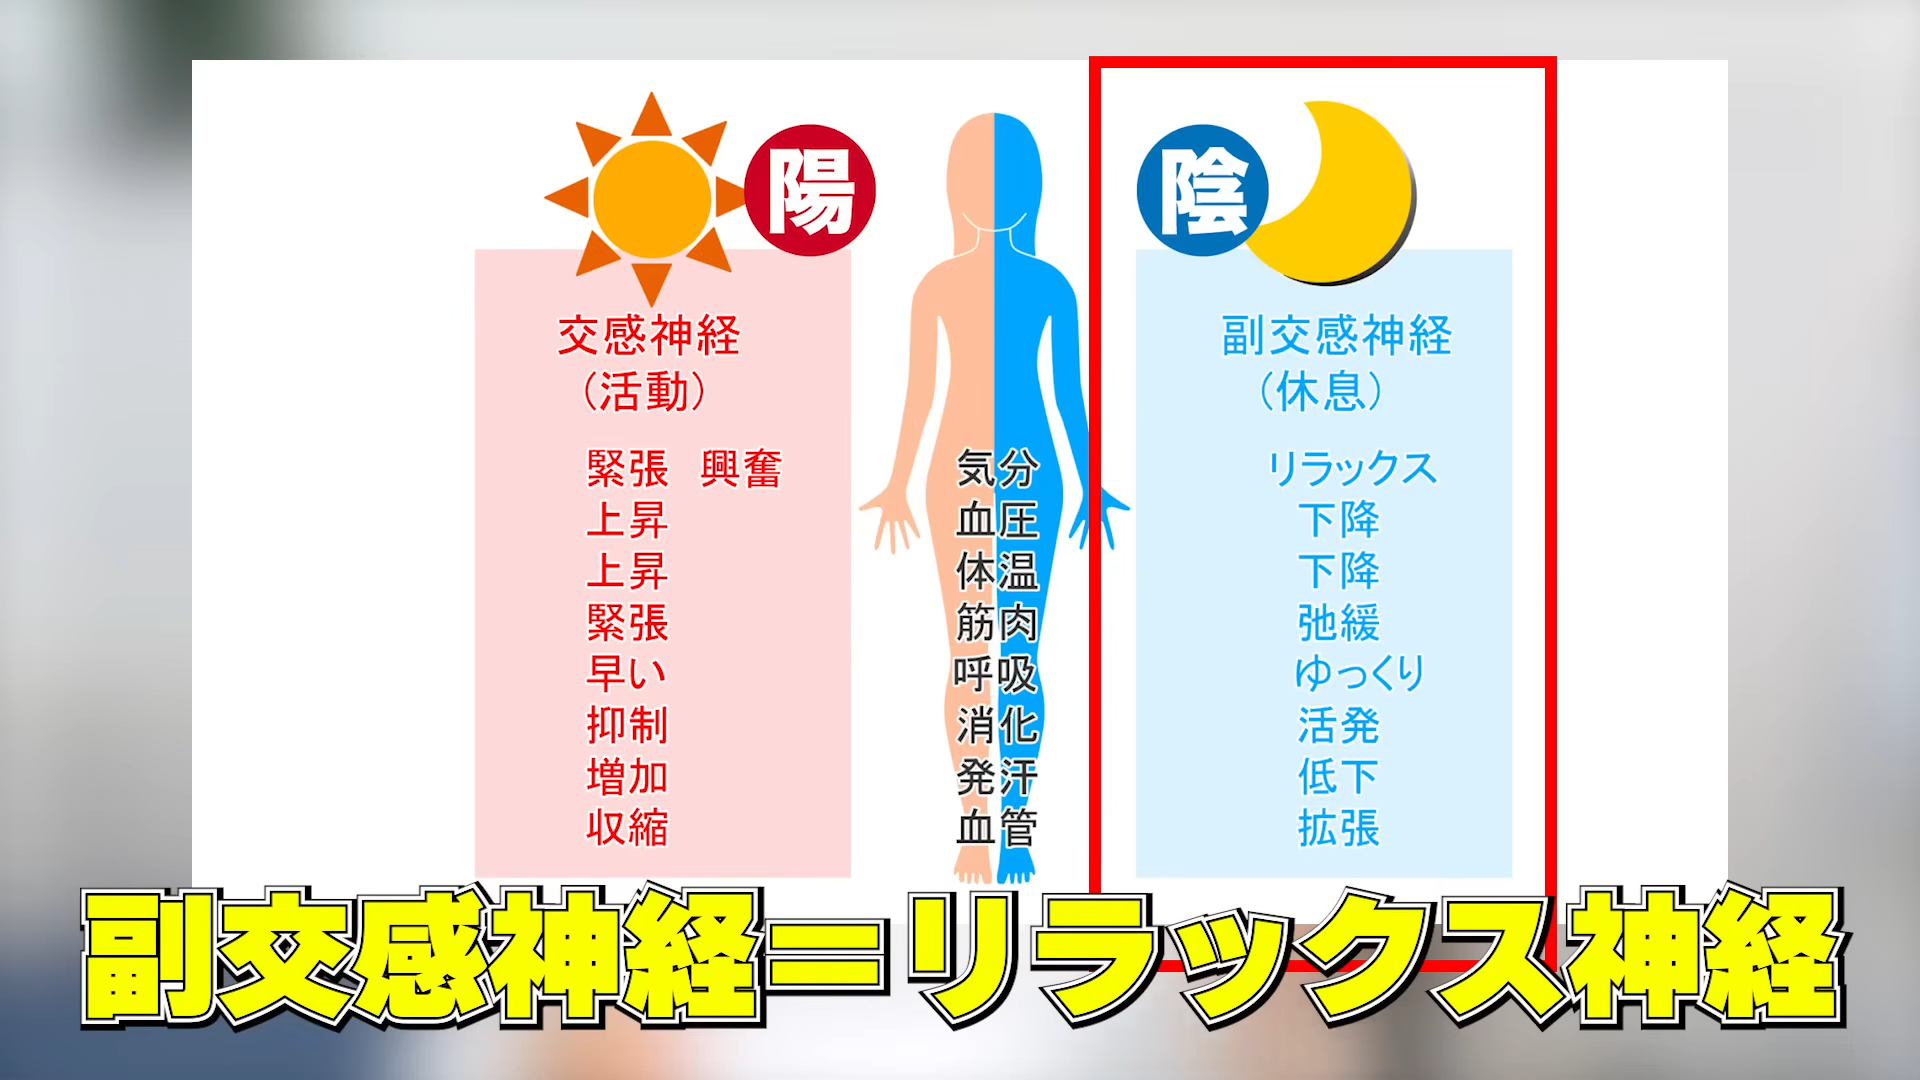 陽
交感神経
（活動）
緊張 興奮
上昇
上昇
緊張
早い
抑制
増加
収縮
気分
血圧
体温
筋肉
呼吸
消化
発汗
血管
陰
副交感神経
（休息）
リラックス
下降
下降
弛緩
ゆっくり
活発
低下
拡張
副交感神経＝リラックス神経